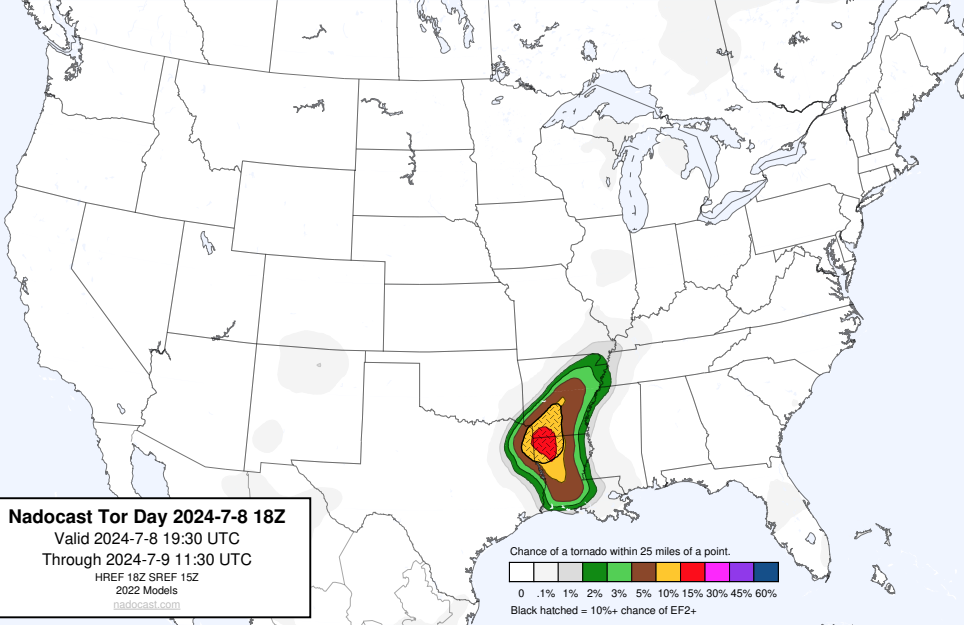 Nadocast Tor Day 2024-7-8 18Z
Valid 2024-7-8 19:30 UTC
Through 2024-7-9 11:30 UTC
HREF 18Z SREF 15Z
2022 Models
nadocast.com
Chance of a tornado within 25 miles of a point.
0 .1% 1% 2% 3% 5% 10% 15% 30% 45% 60%
Black hatched = 10%+ chance of EF2+